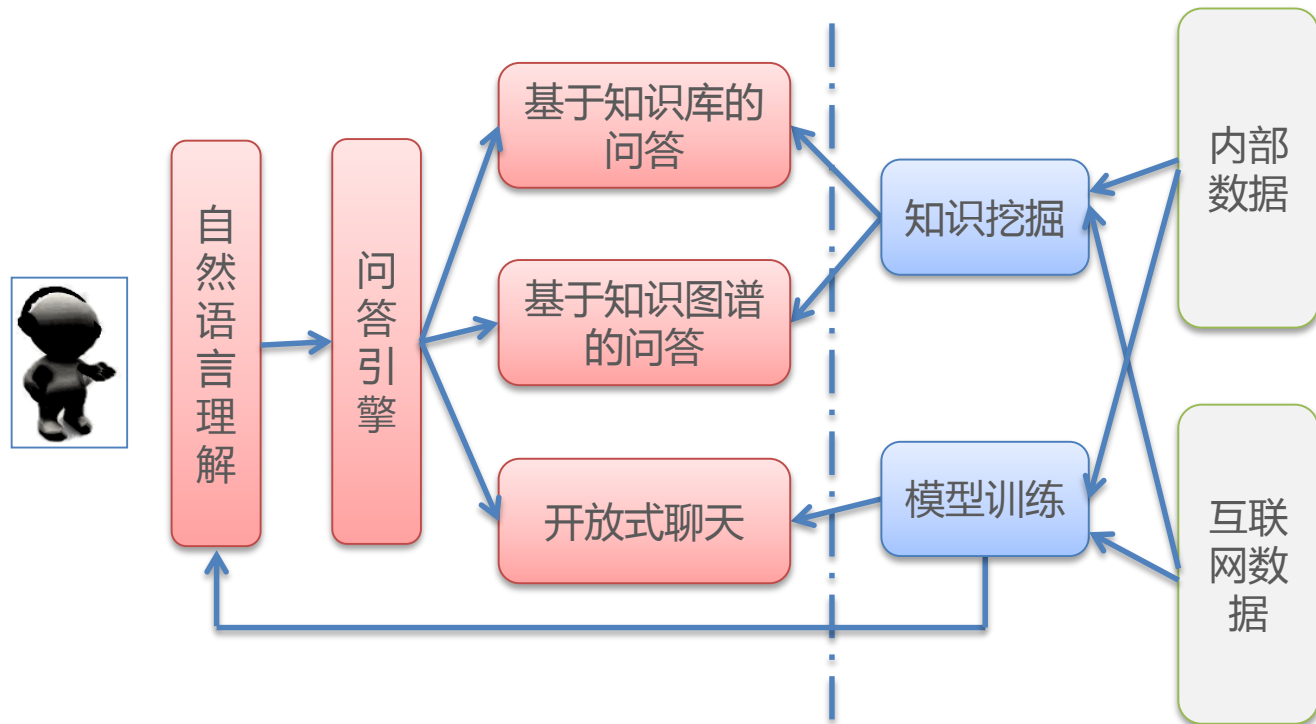 自然语言理解
问答引擎
基于知识库的
问答
基于知识图谱
的问答
开放式聊天
知识挖掘
模型训练
内部
数据
互联
网数
据